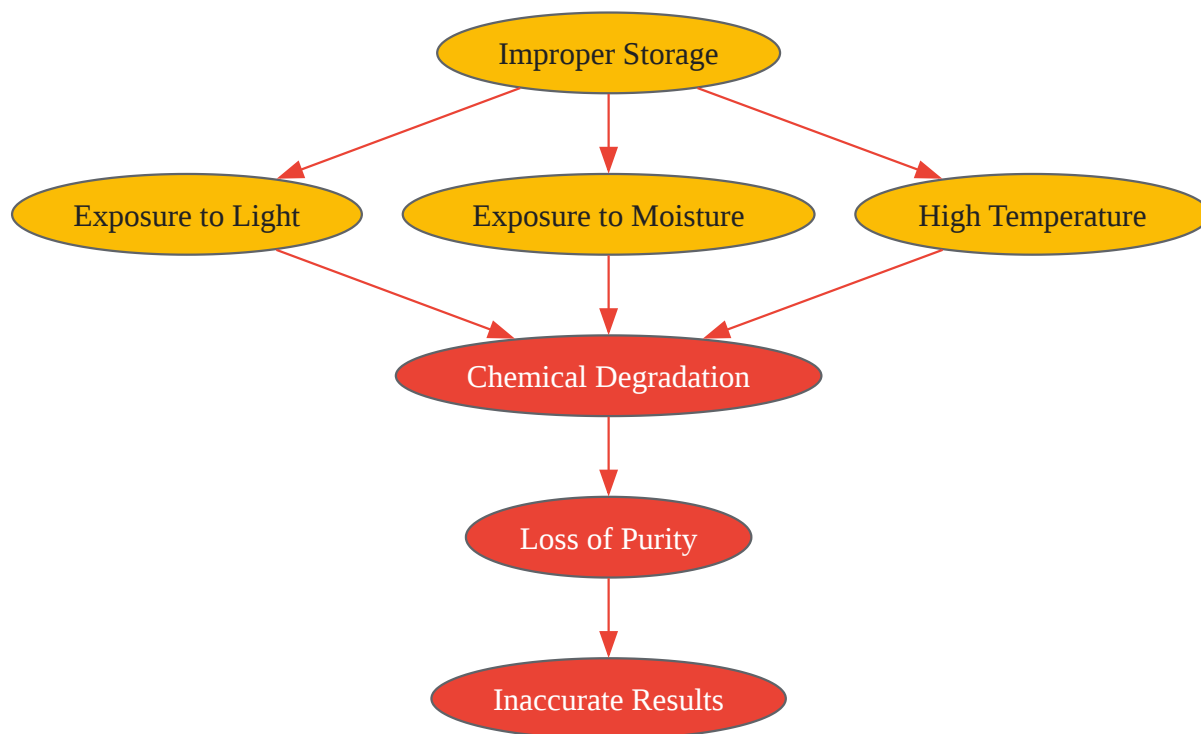 Improper Storage
Exposure to Light
Exposure to Moisture
High Temperature
Chemical Degradation
Loss of Purity
Inaccurate Results